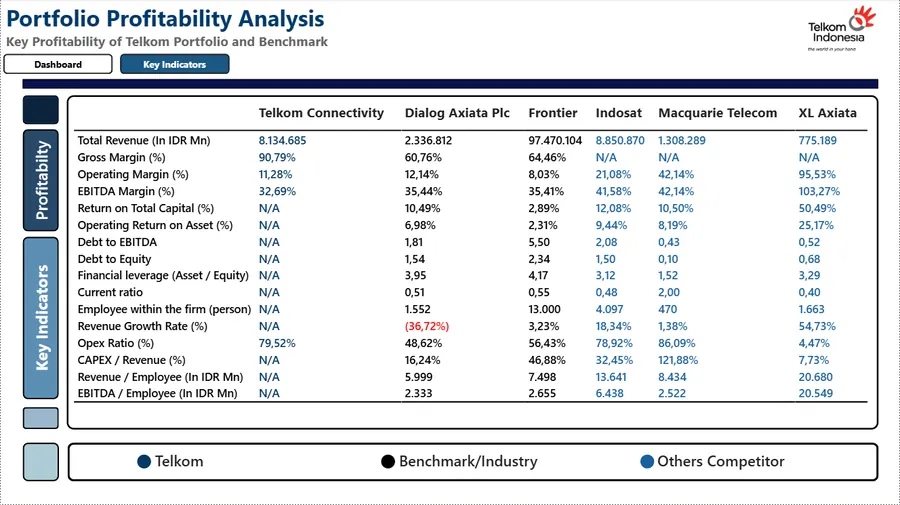 Portfolio Profitability Analysis
Key Profitability of Telkom Portfolio and Benchmark
Telkom
Indonesia
the world in your hand
Dashboard
Key Indicators
Profitabilty
Key Indicators
Telkom Connectivity Dialog Axiata Plc Frontier Indosat Macquarie Telecom XL Axiata
Total Revenue (In IDR Mn) 8.134.685 2.336.812 97.470.104 8.850.870 1.308.289 775.189
Gross Margin (%) 90,79% 60,76% 64,46% N/A N/A N/A
Operating Margin (%) 11,28% 12,14% 8,03% 21,08% 42,14% 95,53%
EBITDA Margin (%) 32,69% 35,44% 35,41% 41,58% 42,14% 103,27%
Return on Total Capital (%) N/A 10,49% 2,89% 12,08% 10,50% 50,49%
Operating Return on Asset (%) N/A 6,98% 2,31% 9,44% 8,19% 25,17%
Debt to EBITDA N/A 1,81 5,50 2,08 0,43 0,52
Debt to Equity N/A 1,54 2,34 1,50 0,10 0,68
Financial leverage (Asset / Equity) N/A 3,95 4,17 3,12 1,52 3,29
Current ratio N/A 0,51 0,55 0,48 2,00 0,40
Employee within the firm (person) N/A 1.552 13.000 4.097 470 1.663
Revenue Growth Rate (%) N/A (36,72%) 3,23% 18,34% 1,38% 54,73%
Opex Ratio (%) 79,52% 48,62% 56,43% 78,92% 86,09% 4,47%
CAPEX / Revenue (%) N/A 16,24% 46,88% 32,45% 121,88% 7,73%
Revenue / Employee (In IDR Mn) N/A 5.999 7.498 13.641 8.434 20.680
EBITDA / Employee (In IDR Mn) N/A 2.333 2.655 6.438 2.522 20.549
Telkom
Benchmark/Industry
Others Competitor